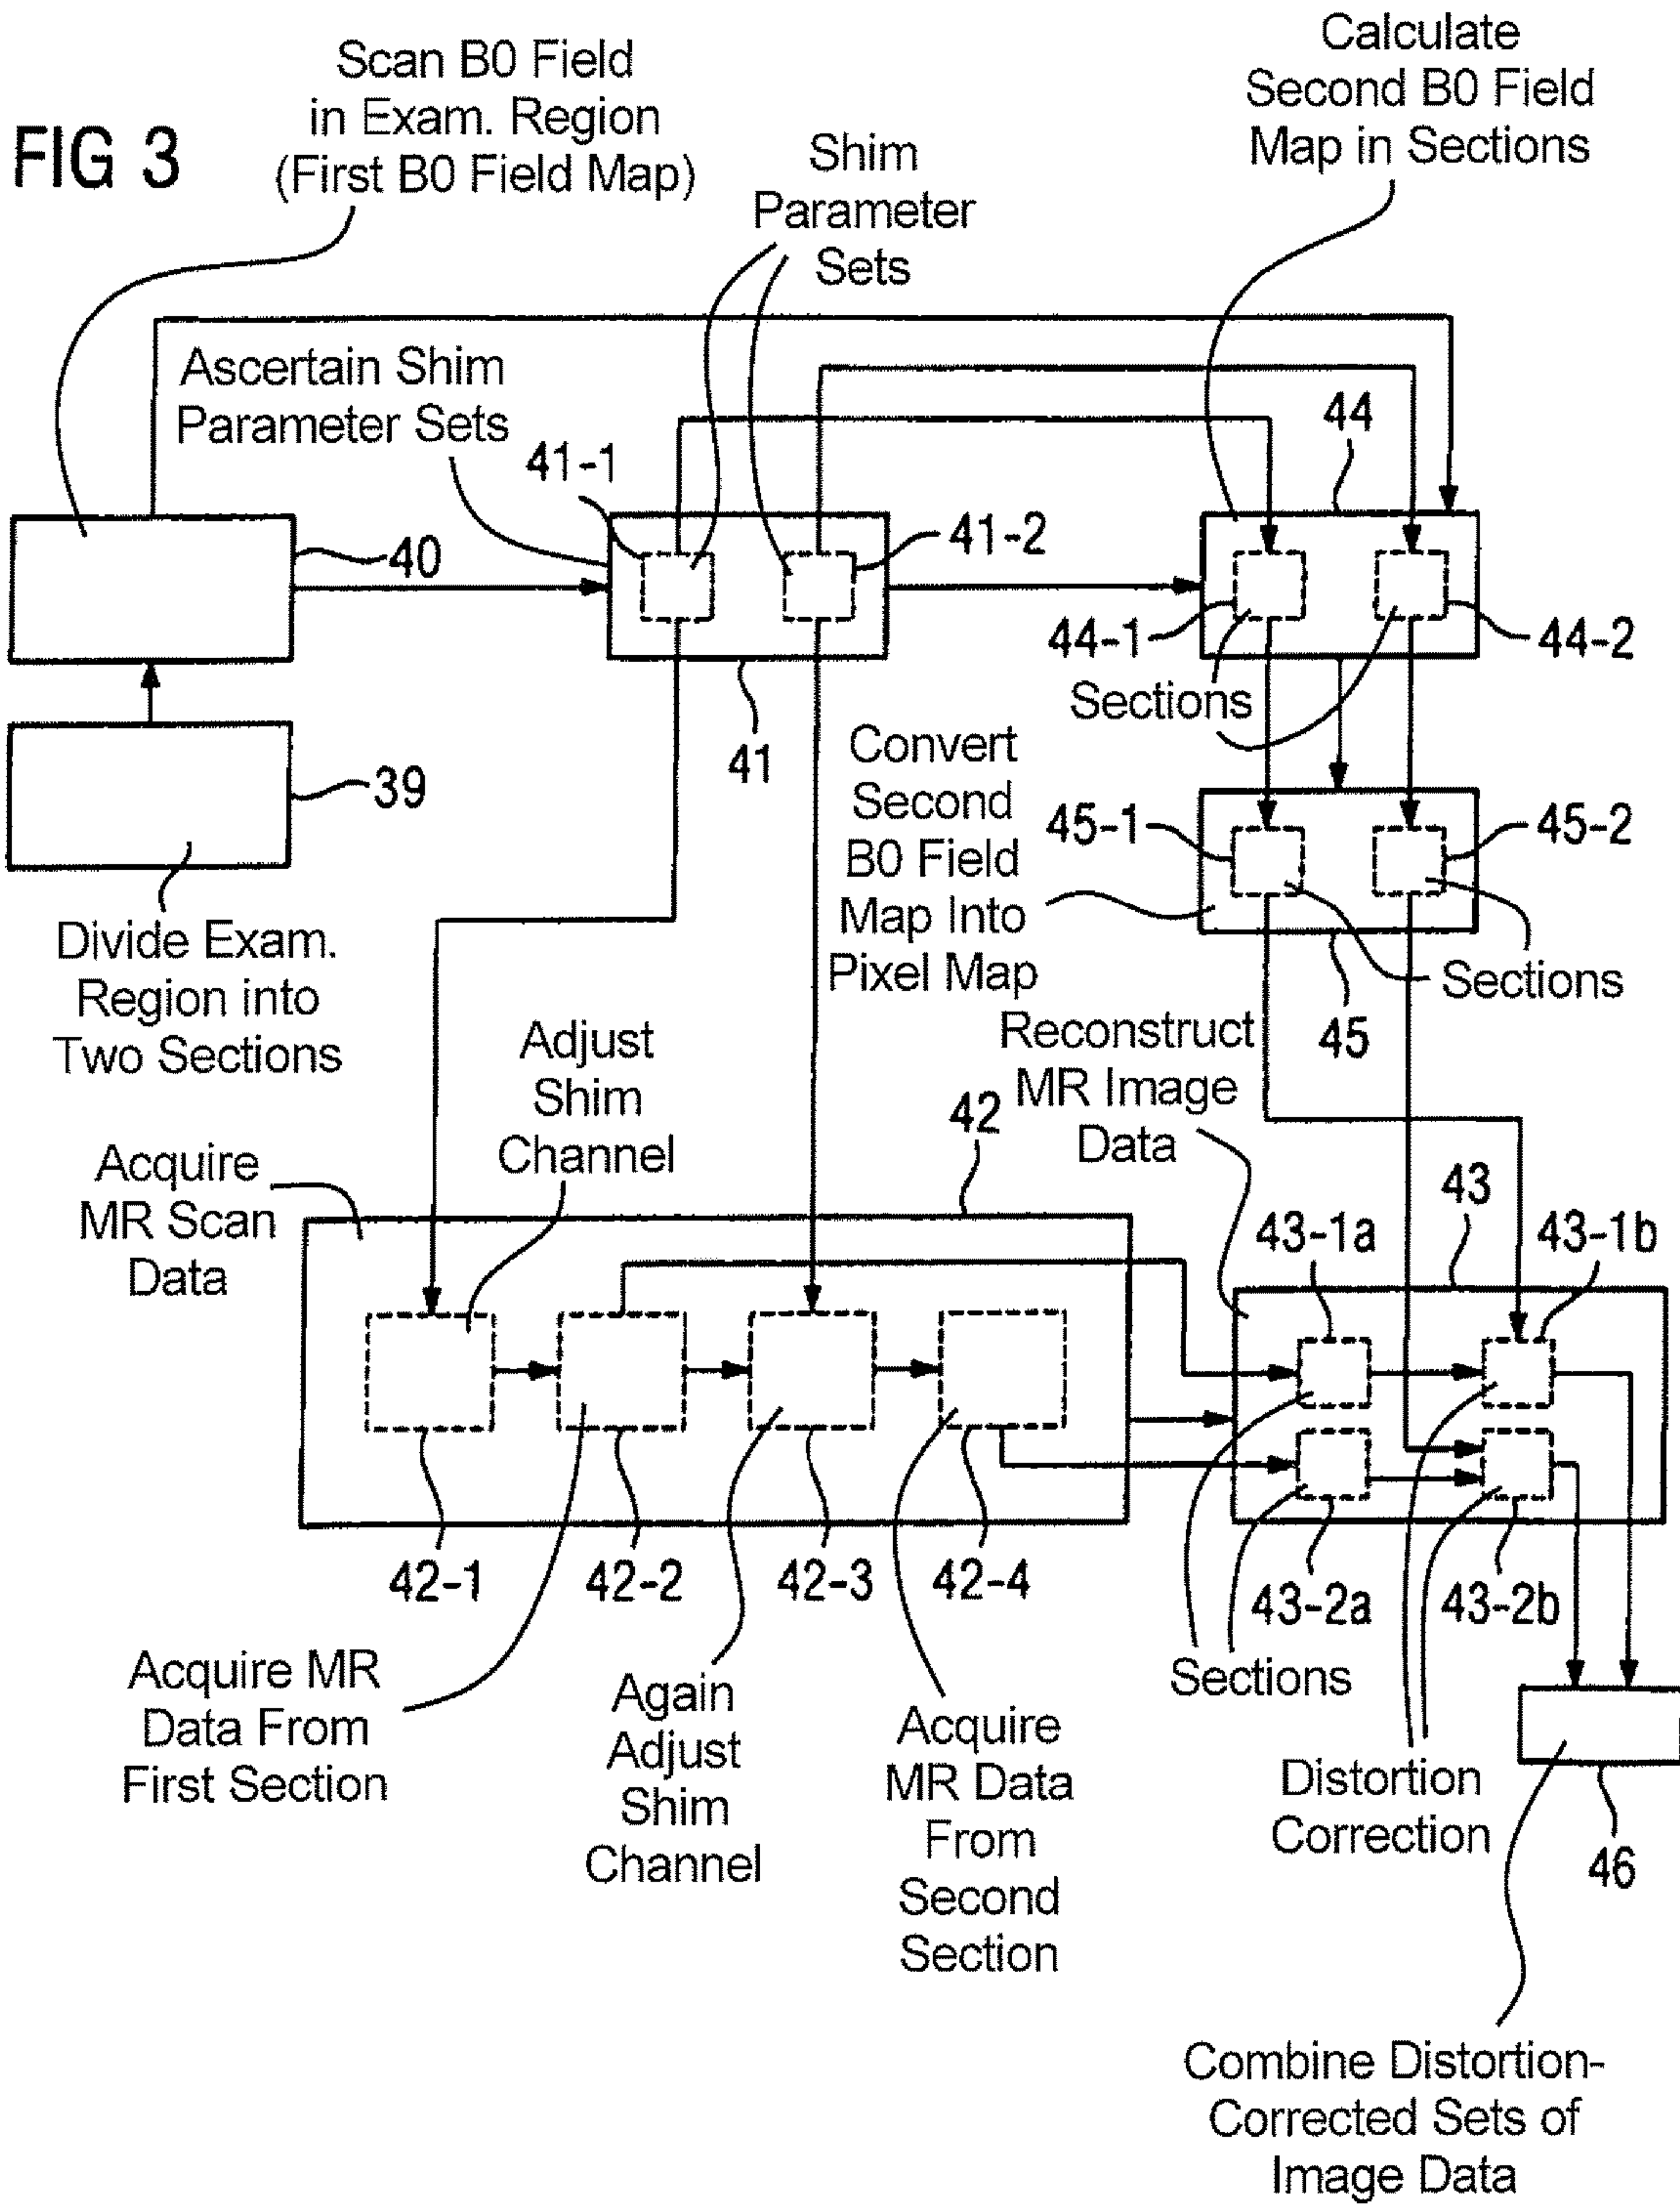 FIG 3
Scan B0 Field
in Exam. Region
(First B0 Field Map)
Shim
Parameter
Sets
Calculate
Second B0 Field
Map in Sections
Ascertain Shim
Parameter Sets
41-1
41-2
44
40
44-1
44-2
Sections
41
39
Convert
Second
B0 Field
Map Into
Pixel Map
45-1
45-2
Sections
45
Divide Exam.
Region into
Two Sections
Adjust
Shim
Channel
Reconstruct
MR Image
Data
Acquire
MR Scan
Data
42
43
43-1a
43-1b
42-1
42-2
42-3
42-4
43-2a
43-2b
Sections
Acquire MR
Data From
First Section
Again
Adjust
Shim
Channel
Acquire
MR Data
From
Second
Section
Distortion
Correction
46
Combine Distortion-
Corrected Sets of
Image Data